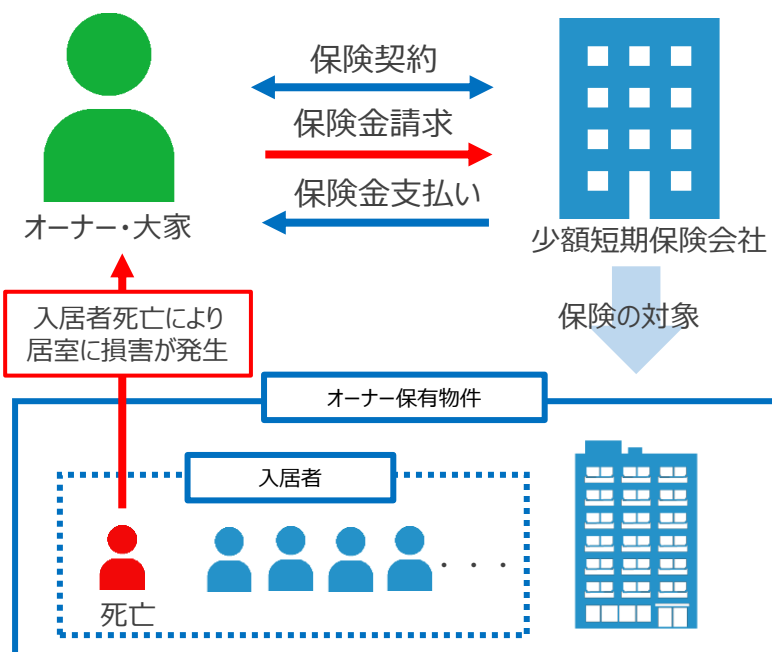 保険契約
保険金請求
保険金支払い
オーナー・大家
少額短期保険会社
入居者死亡により
居室に損害が発生
保険の対象
オーナー保有物件
入居者
・・・
死亡